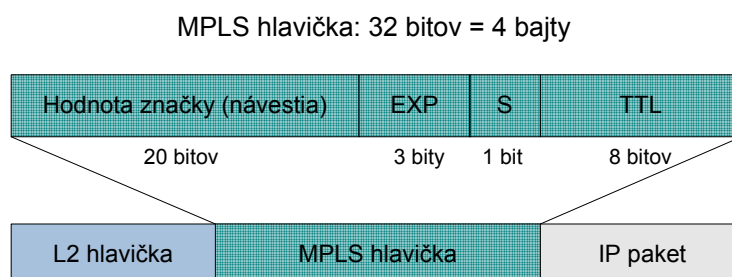 MPLS hlavička: 32 bitov = 4 bajty
Hodnota značky (návestia) EXP S TTL
20 bitov 3 bity 1 bit 8 bitov
L2 hlavička MPLS hlavička IP paket